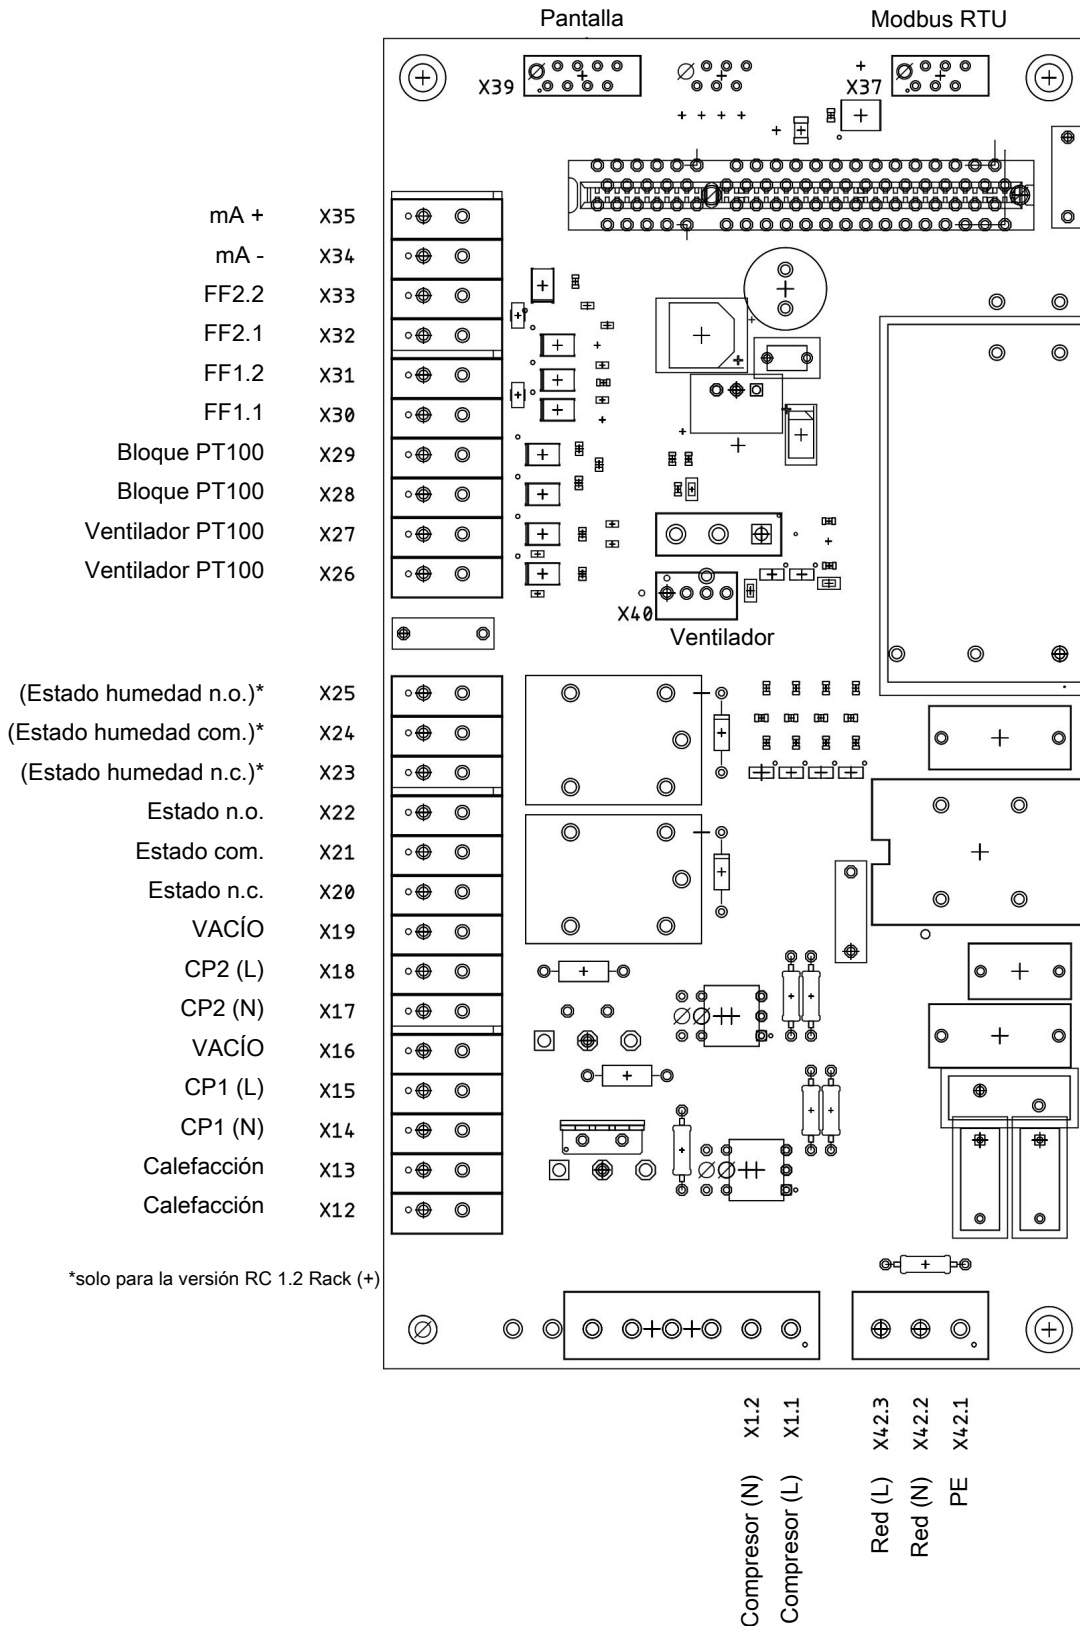 Pantalla Modbus RTU
X39 X37
mA + X35
mA - X34
FF2.2 X33
FF2.1 X32
FF1.2 X31
FF1.1 X30
Bloque PT100 X29
Bloque PT100 X28
Ventilador PT100 X27
Ventilador PT100 X26
X40
Ventilador
(Estado humedad n.o.)* X25
(Estado humedad com.)* X24
(Estado humedad n.c.)* X23
Estado n.o. X22
Estado com. X21
Estado n.c. X20
VACÍO X19
CP2 (L) X18
CP2 (N) X17
VACÍO X16
CP1 (L) X15
CP1 (N) X14
Calefacción X13
Calefacción X12
*solo para la versión RC 1.2 Rack (+)
Compresor (N) X1.2
Compresor (L) X1.1
Red (L) X42.3
Red (N) X42.2
PE X42.1